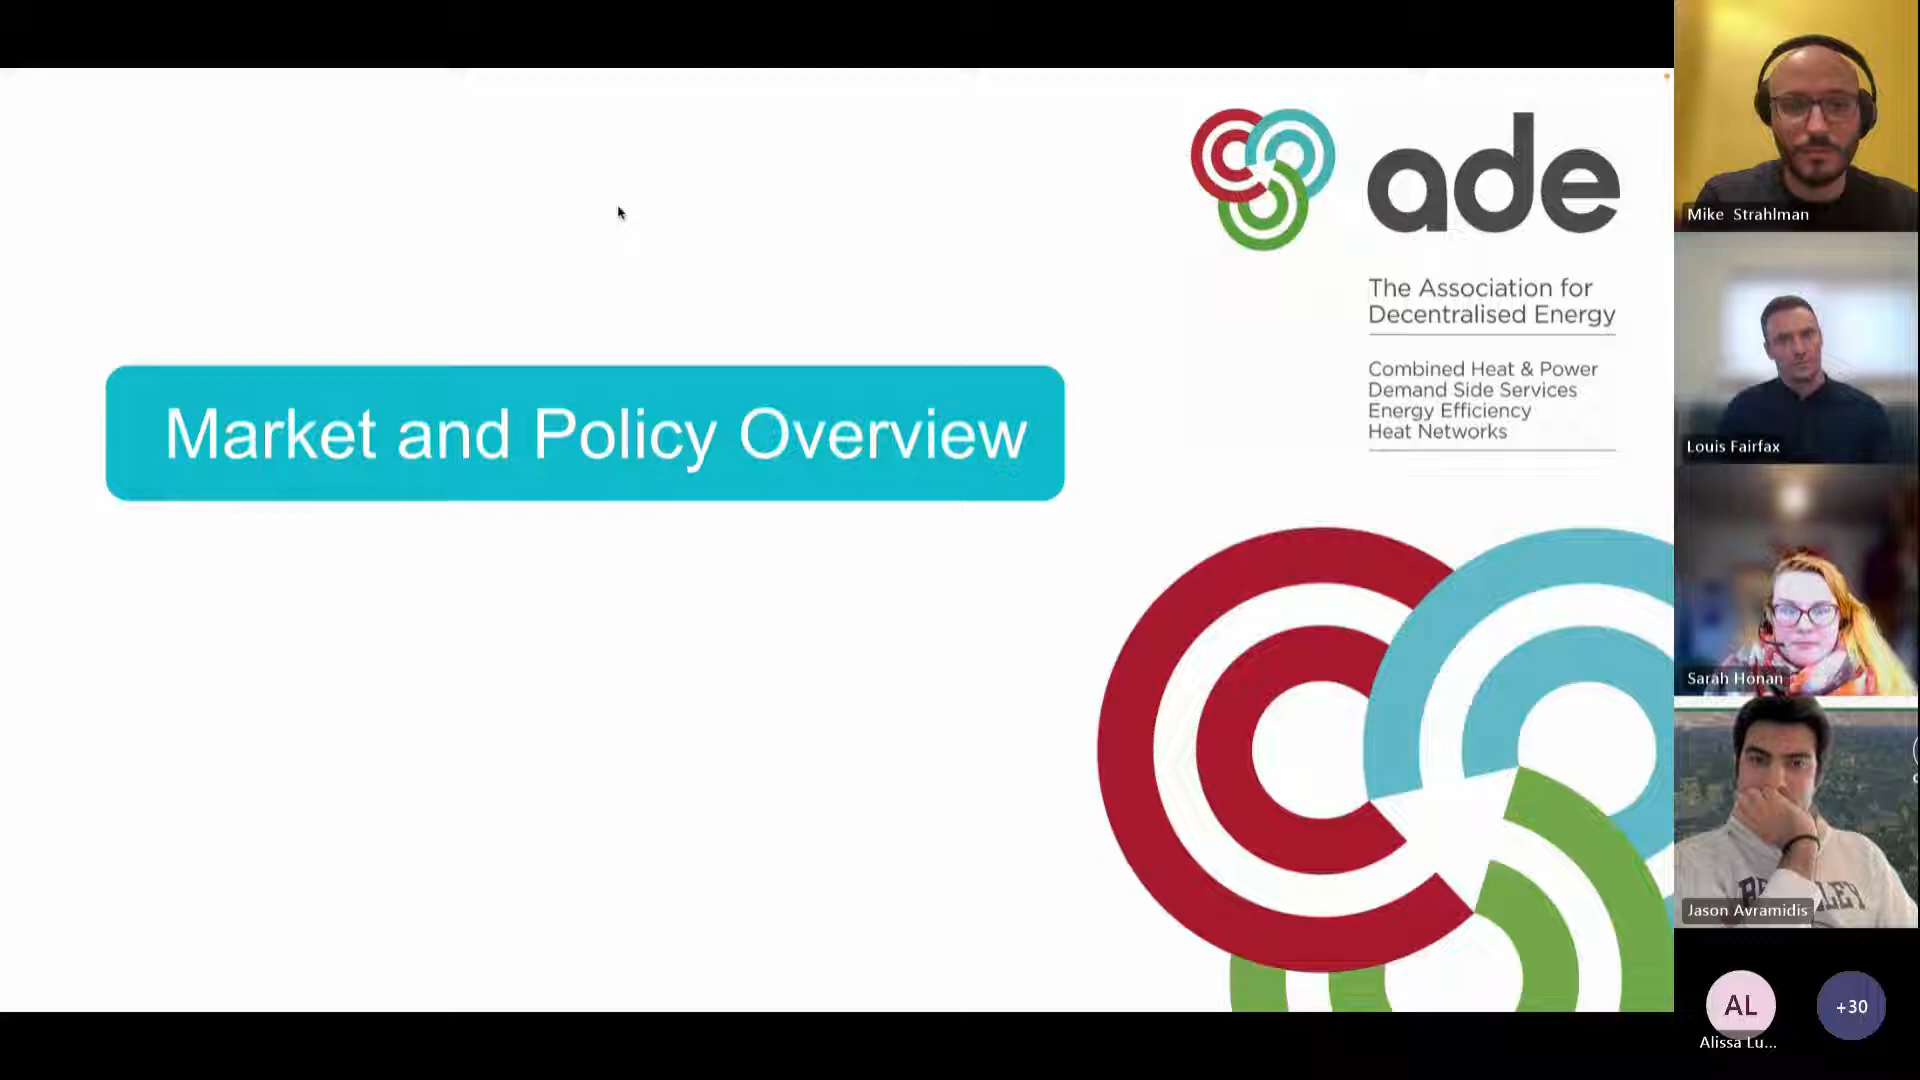 ade
The Association for
Decentralised Energy
Combined Heat & Power
Demand Side Services
Energy Efficiency
Heat Networks
Market and Policy Overview
Mike Strahlman
Louis Fairfax
Sarah Honan
Jason Avramidis
AL
Alissa Lu...
+30